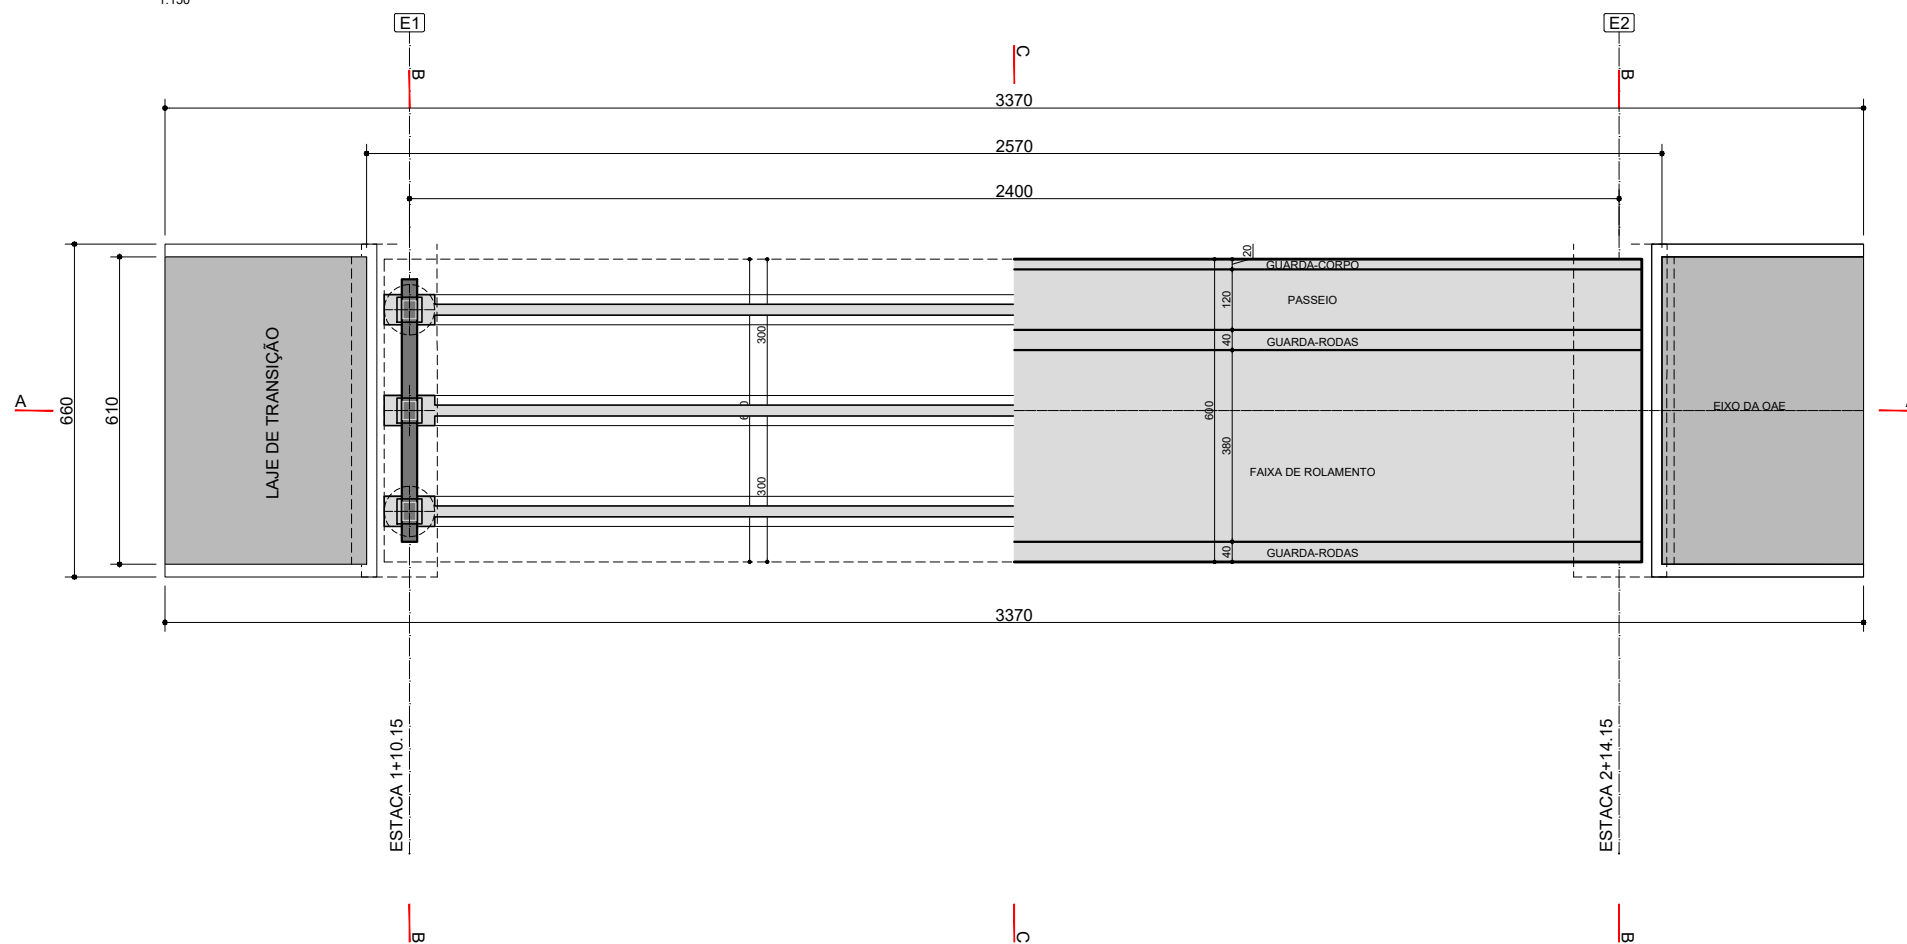 1:150
E1
E2
B
C
B
3370
2570
2400
20
GUARDA-CORPO
120
PASSEIO
300
40
GUARDA-RODAS
LAJE DE TRANSIÇÃO
A
660
610
600
EIXO DA OAE
380
FAIXA DE ROLAMENTO
300
40
GUARDA-RODAS
3370
ESTACA 1+10.15
ESTACA 2+14.15
B
C
B